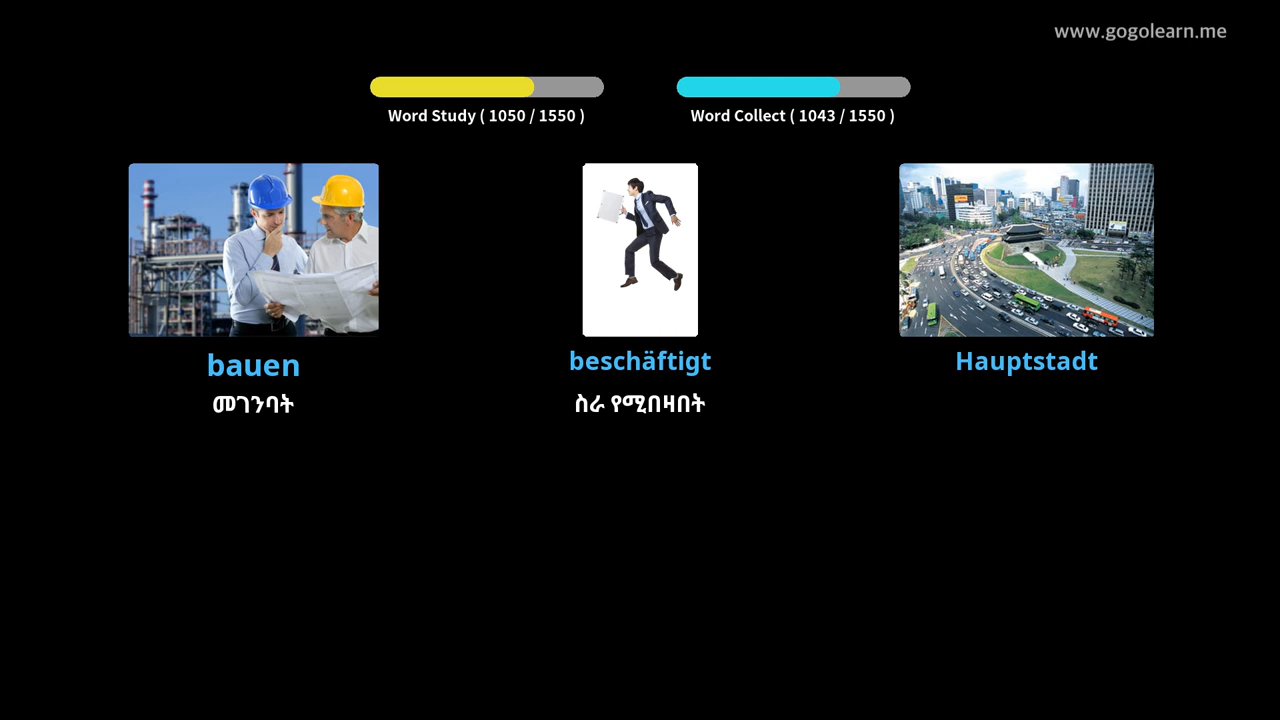 www.gogolearn.me
Word Study ( 1050 / 1550 )
Word Collect ( 1043 / 1550 )
bauen
beschäftigt
Hauptstadt
መገንባት
ስራ የሚበዛበት